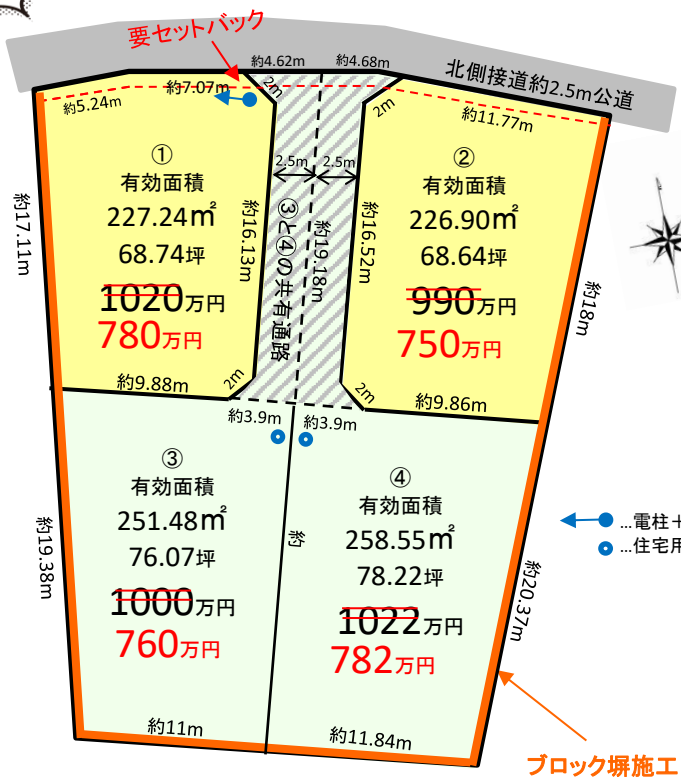 要セットバック
約4.62m
約4.68m
北側接道約2.5m公道
約5.24m
約7.07m
2m
2m
約11.77m
①
有効面積
227.24㎡
68.74坪
1020万円
780万円
2.5m
2.5m
②
有効面積
226.90㎡
68.64坪
990万円
750万円
約17.11m
約16.13m
③と④の共有通路
約19.18m
約16.52m
約18m
約9.88m
2m
2m
約9.86m
約3.9m
約3.9m
③
有効面積
251.48㎡
76.07坪
1000万円
760万円
④
有効面積
258.55㎡
78.22坪
1022万円
782万円
約19.38m
約
約20.37m
…電柱+
…住宅用
約11m
約11.84m
ブロック塀施工